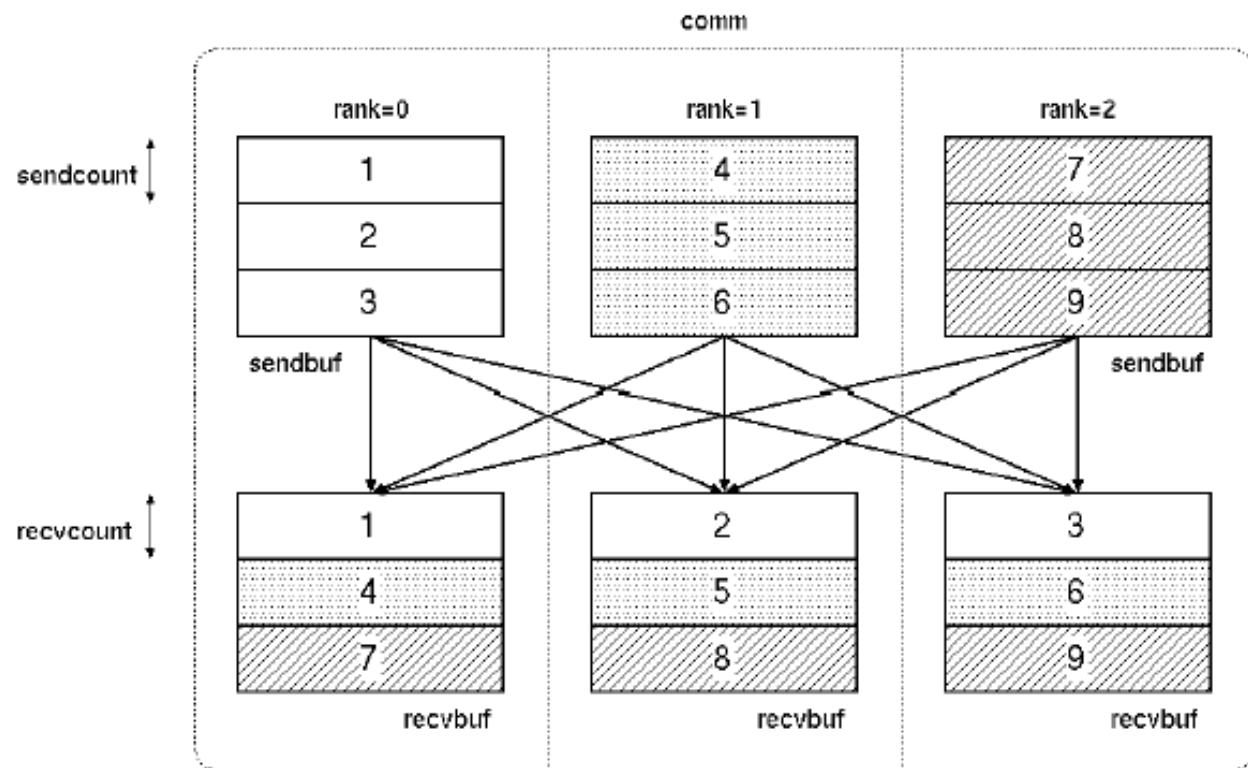 comm
rank=0 rank=1 rank=2
sendcount
1 4 7
2 5 8
3 6 9
sendbuf sendbuf
recvcount
1 2 3
4 5 6
7 8 9
recvbuf recvbuf recvbuf